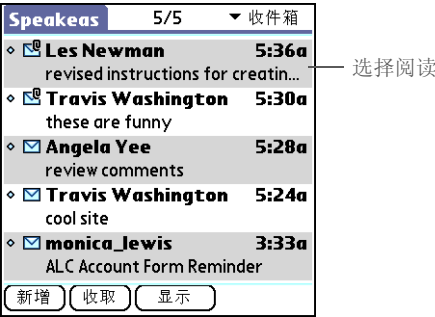 Speakeas 5/5 收件箱
Les Newman 5:36a
revised instructions for creatin...
选择阅读
Travis Washington 5:30a
these are funny
Angela Yee 5:28a
review comments
Travis Washington 5:24a
cool site
monica_lewis 3:33a
ALC Account Form Reminder
新增 收取 显示